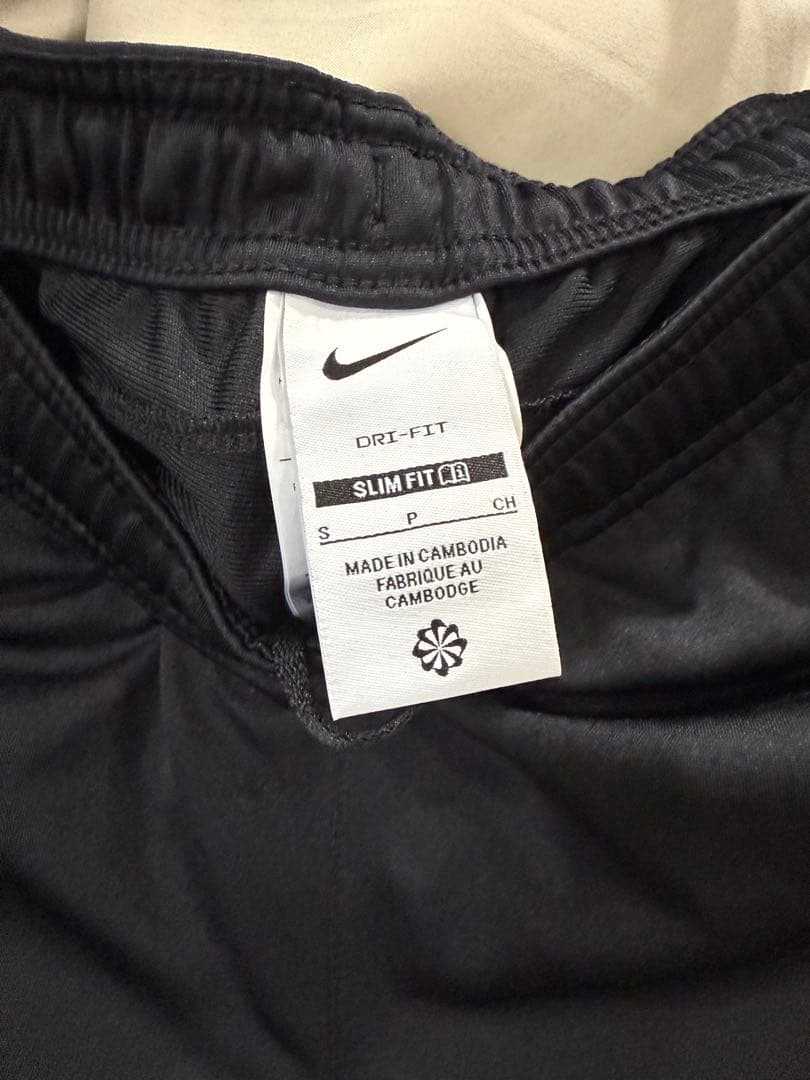 DRI-FIT
SLIM FIT
S P CH
MADE IN CAMBODIA
FABRIQUE AU
CAMBODGE